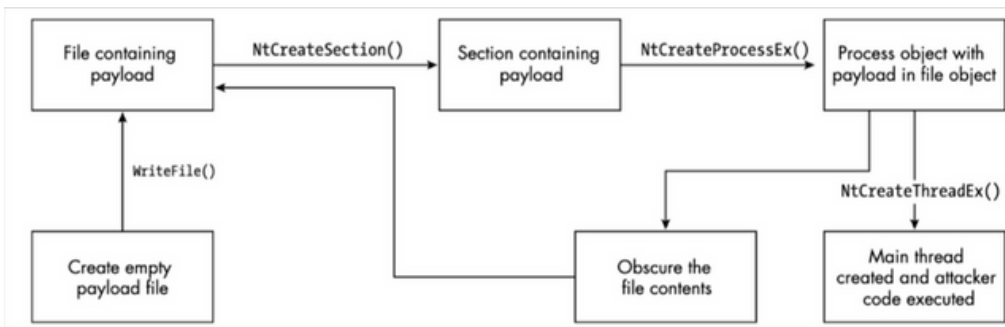 File containing
payload
NtCreateSection()
Section containing
payload
NtCreateProcessEx()
Process object with
payload in file object
WriteFile()
NtCreateThreadEx()
Create empty
payload file
Obscure the
file contents
Main thread
created and attacker
code executed